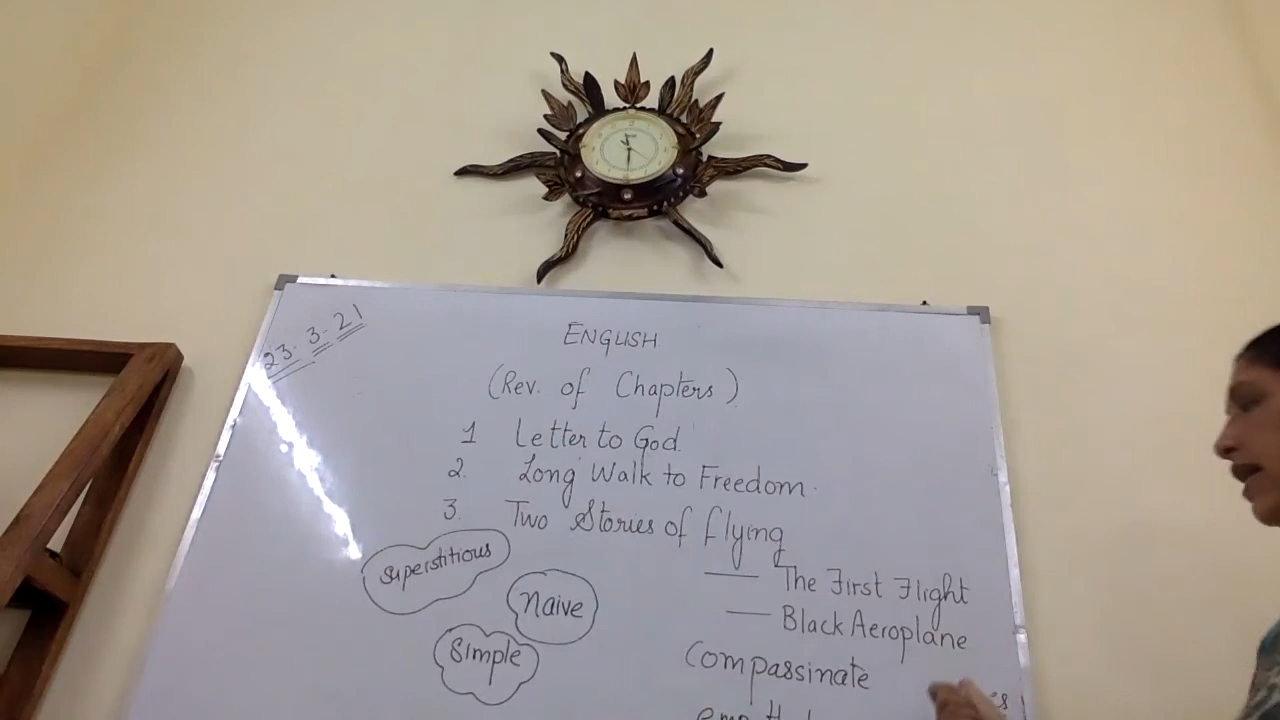 23. 3. 21
ENGLISH
(Rev. of Chapters)
1 Letter to God
2. Long Walk to Freedom.
3. Two Stories of flying
— The First Flight
— Black Aeroplane
superstitious
Naive
Simple
Compassinate